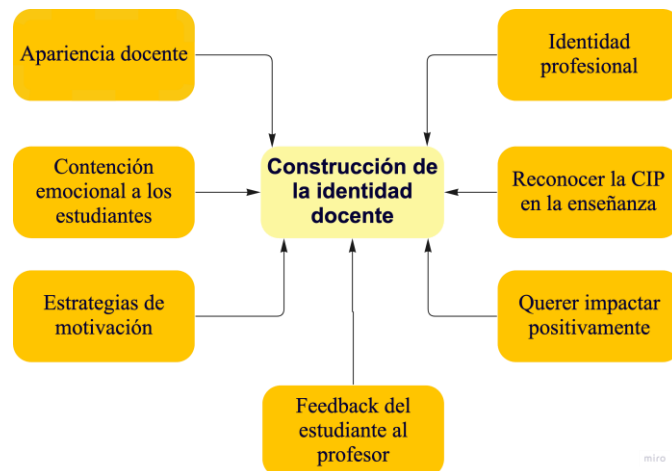 Apariencia docente
Identidad
profesional
Contención
emocional a los
estudiantes
Construcción de
la identidad
docente
Reconocer la CIP
en la enseñanza
Estrategias de
motivación
Querer impactar
positivamente
Feedback del
estudiante al
profesor
miro